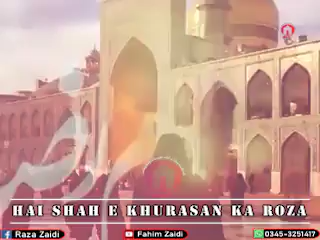 HAI SHAH E KHURASAN KA ROZA
Raza Zaidi Fahim Zaidi 0345-3251417